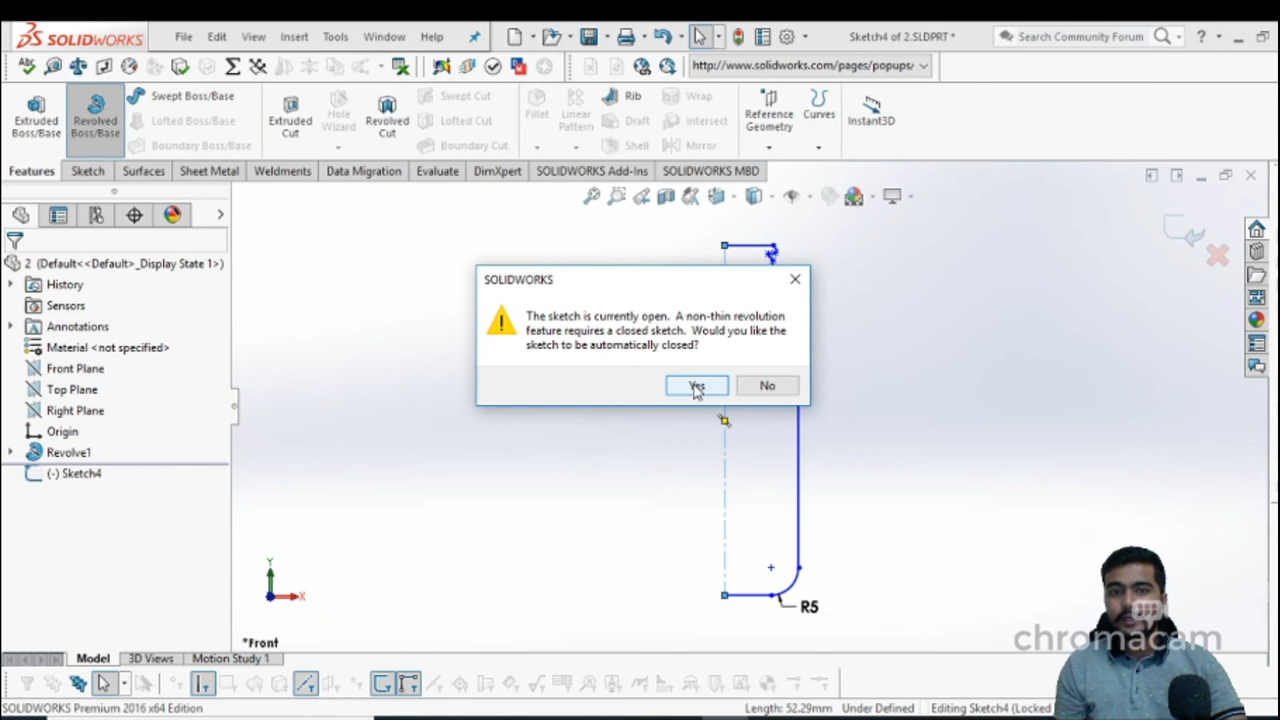 SOLIDWORKS
File
Edit
View
Insert
Tools
Window
Help
Sketch4 of 2.SLDPRT *
Search Community Forum
http://www.solidworks.com/pages/popups/
Extruded Boss/Base
Revolved Boss/Base
Swept Boss/Base
Lofted Boss/Base
Boundary Boss/Base
Extruded Cut
Hole Wizard
Revolved Cut
Swept Cut
Lofted Cut
Boundary Cut
Fillet
Linear Pattern
Rib
Draft
Shell
Wrap
Intersect
Mirror
Reference Geometry
Curves
Instant3D
Features
Sketch
Surfaces
Sheet Metal
Weldments
Data Migration
Evaluate
DimXpert
SOLIDWORKS Add-Ins
SOLIDWORKS MBD
2 (Default<<Default>_Display State 1>)
History
Sensors
Annotations
Material <not specified>
Front Plane
Top Plane
Right Plane
Origin
Revolve1
(-) Sketch4
SOLIDWORKS
The sketch is currently open. A non-thin revolution
feature requires a closed sketch. Would you like the
sketch to be automatically closed?
Yes
No
R5
Y
X
*Front
chromacam
Model
3D Views
Motion Study 1
SOLIDWORKS Premium 2016 x64 Edition
Length: 52.29mm
Under Defined
Editing Sketch4 (Locked